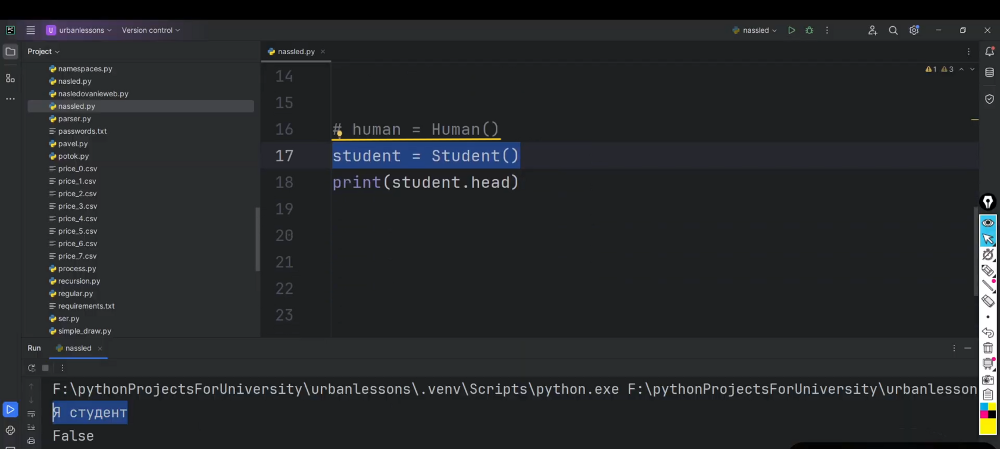 PC
U urbanlessons
Version control
nassled
Project
nassled.py
namespaces.py
nasled.py
nasledovanieweb.py
nassled.py
parser.py
passwords.txt
pavel.py
potok.py
price_0.csv
price_1.csv
price_2.csv
price_3.csv
price_4.csv
price_5.csv
price_6.csv
price_7.csv
process.py
recursion.py
regular.py
requirements.txt
ser.py
simple_draw.py
1 3
14
15
16 # human = Human()
17 student = Student()
18 print(student.head)
19
20
21
22
23
Run nassled
F:\pythonProjectsForUniversity\urbanlessons\.venv\Scripts\python.exe F:\pythonProjectsForUniversity\urbanlesson
Я студент
False